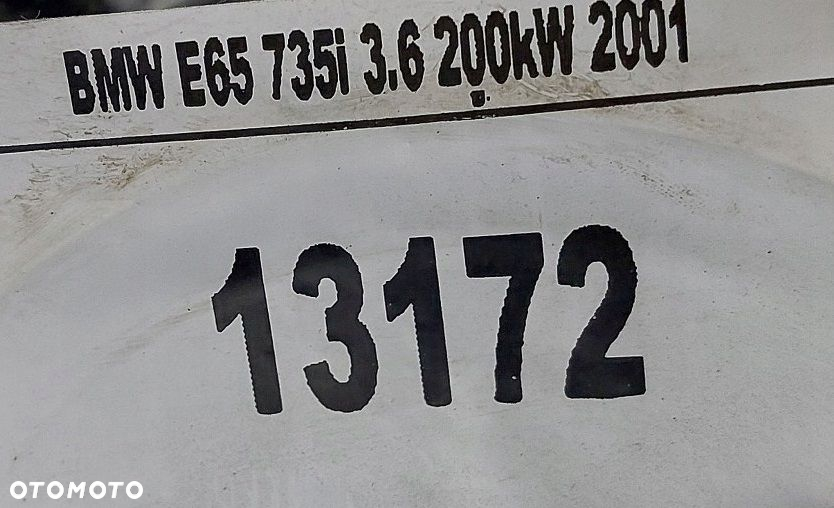 BMW E65 735i 3.6 200kW 2001
13172
OTOMOTO